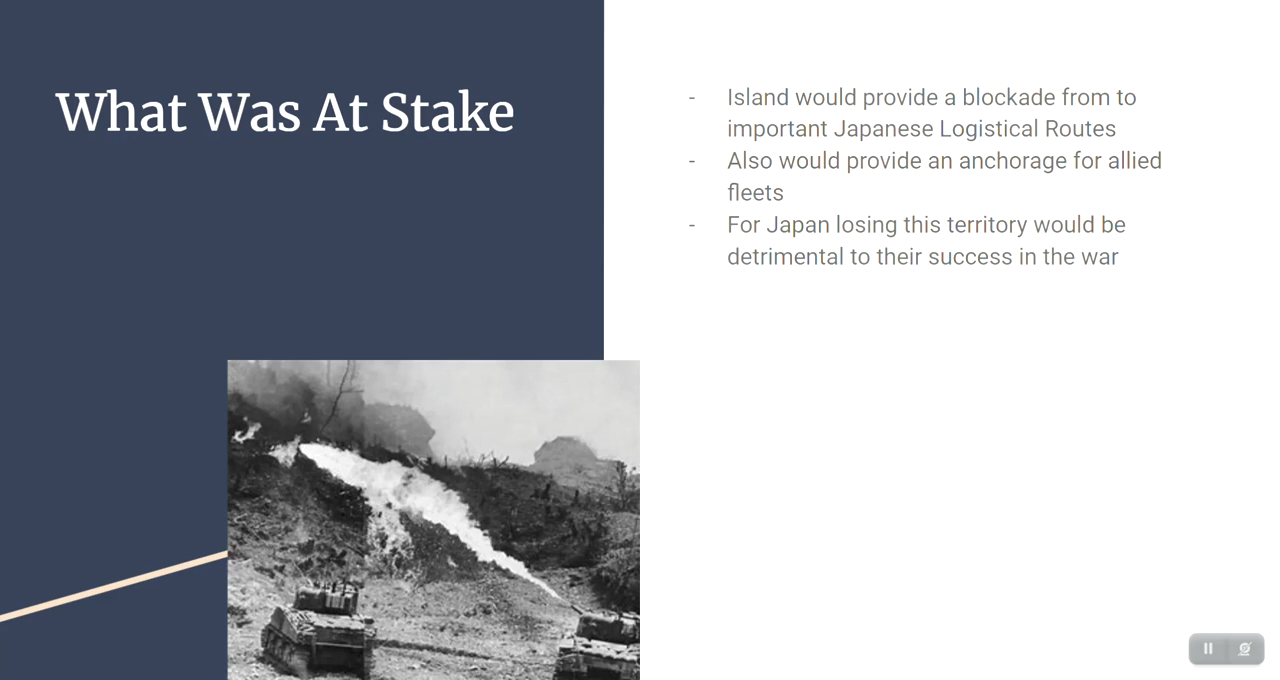 What Was At Stake
- Island would provide a blockade from to
important Japanese Logistical Routes
- Also would provide an anchorage for allied
fleets
- For Japan losing this territory would be
detrimental to their success in the war